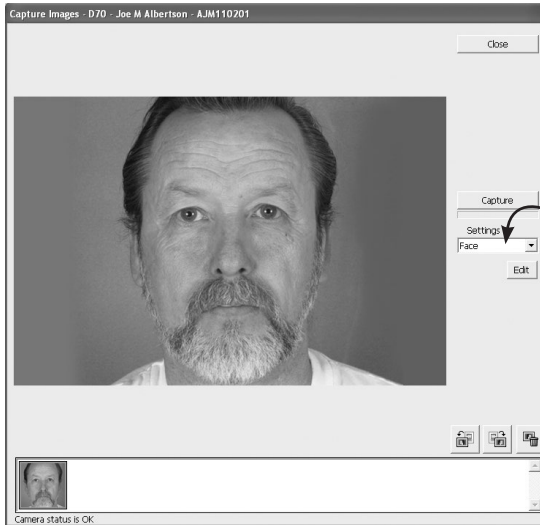 Capture Images - D70 - Joe M Albertson - AJM110201
Close
Capture
Settings
Face
Edit
Camera status is OK